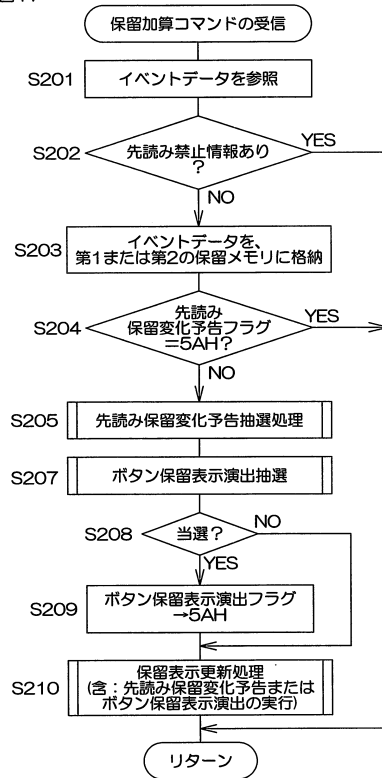 保留加算コマンドの受信
S201
イベントデータを参照
S202
先読み禁止情報あり
?
YES
NO
S203
イベントデータを、
第1または第2の保留メモリに格納
S204
先読み
保留変化予告フラグ
=5AH?
YES
NO
S205
先読み保留変化予告抽選処理
S207
ボタン保留表示演出抽選
S208
当選?
NO
YES
S209
ボタン保留表示演出フラグ
→5AH
S210
保留表示更新処理
(含:先読み保留変化予告または
ボタン保留表示演出の実行)
リターン